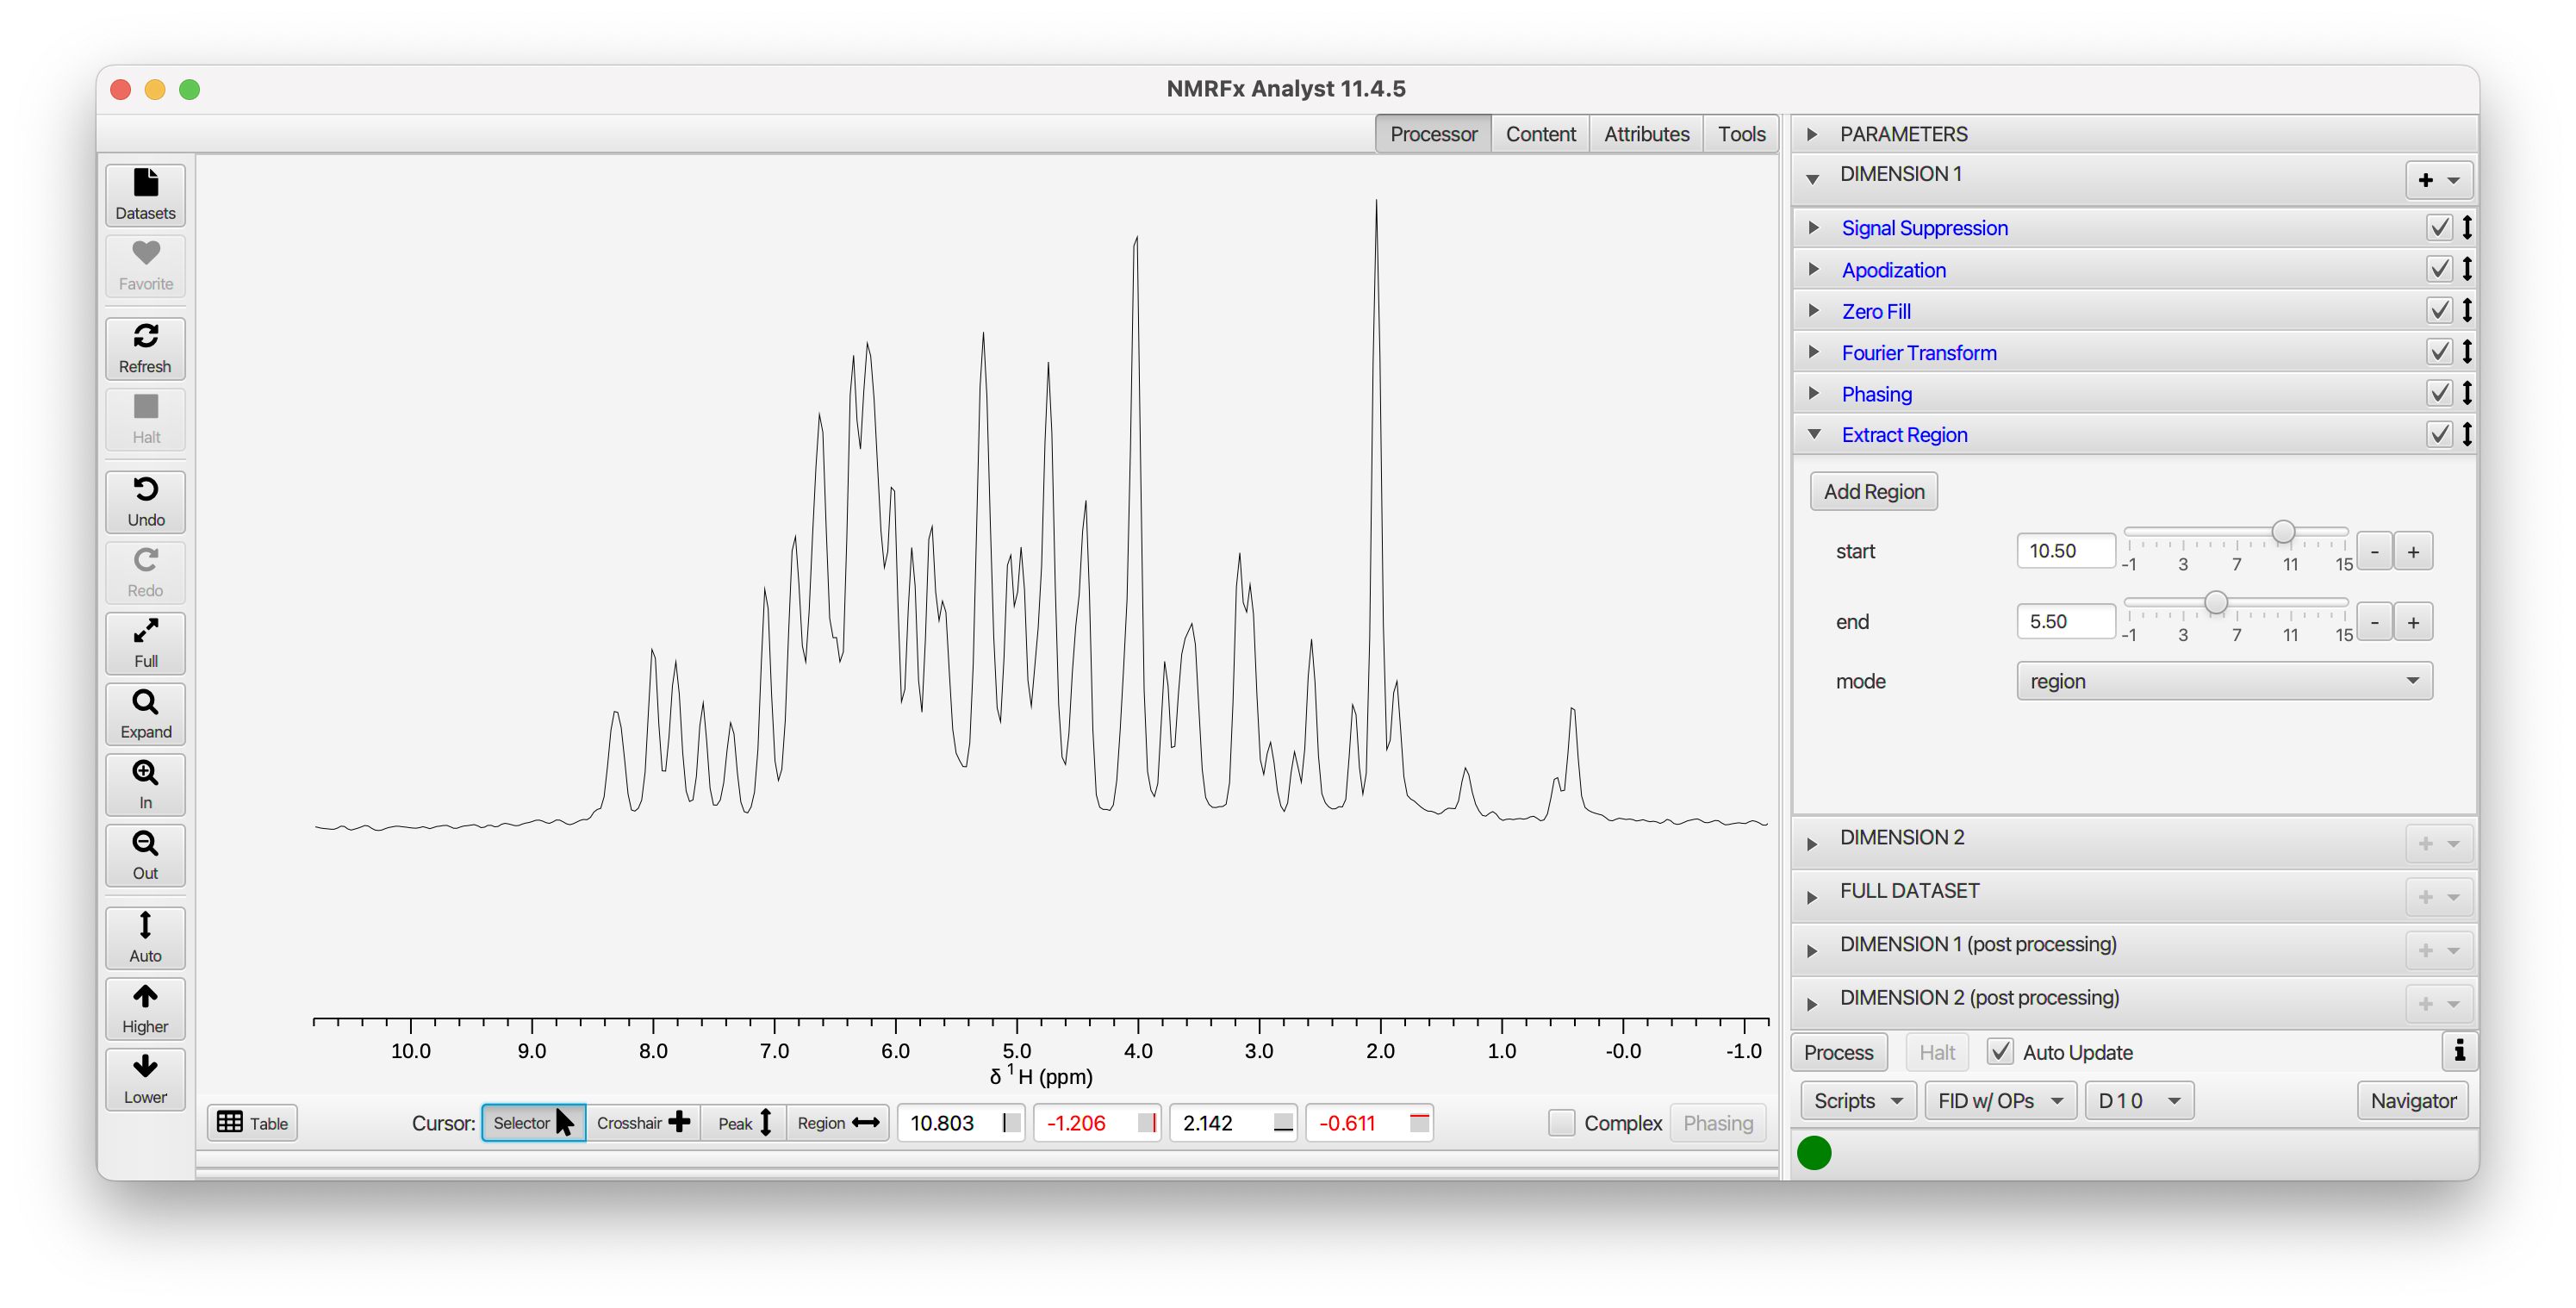 NMRFx Analyst 11.4.5
Processor Content Attributes Tools
Datasets
Favorite
Refresh
Halt
Undo
Redo
Full
Expand
In
Out
Auto
Higher
Lower
10.0 9.0 8.0 7.0 6.0 5.0 4.0 3.0 2.0 1.0 -0.0 -1.0
δ 1 H (ppm)
Table Cursor: Selector Crosshair Peak Region 10.803 -1.206 2.142 -0.611 Complex Phasing
PARAMETERS
DIMENSION 1
Signal Suppression
Apodization
Zero Fill
Fourier Transform
Phasing
Extract Region
Add Region
start 10.50 - +
-1 3 7 11 15
end 5.50 - +
-1 3 7 11 15
mode region
DIMENSION 2
FULL DATASET
DIMENSION 1 (post processing)
DIMENSION 2 (post processing)
Process Halt Auto Update
Scripts FID w/ OPs D 1 0 Navigator